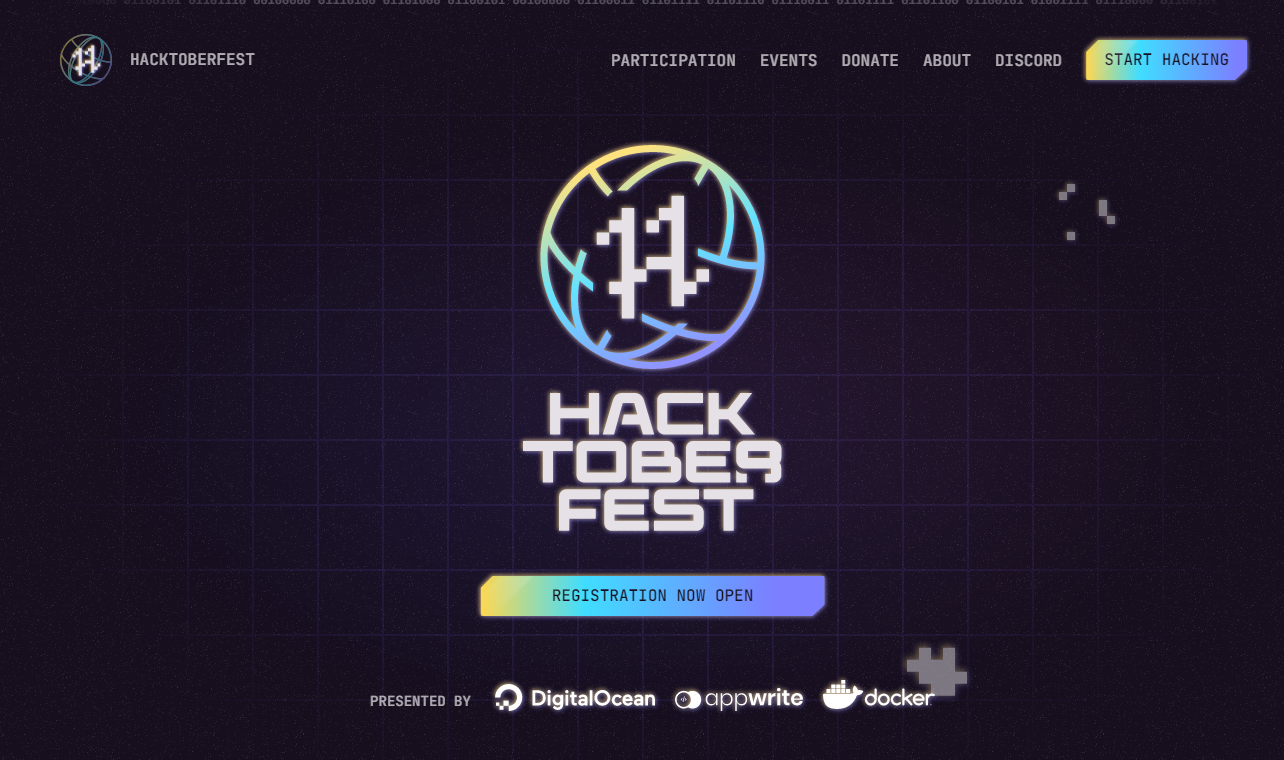 HACKTOBERFEST
PARTICIPATION EVENTS DONATE ABOUT DISCORD START HACKING
11
HACK
TOBER
FEST
REGISTRATION NOW OPEN
PRESENTED BY DigitalOcean appwrite docker